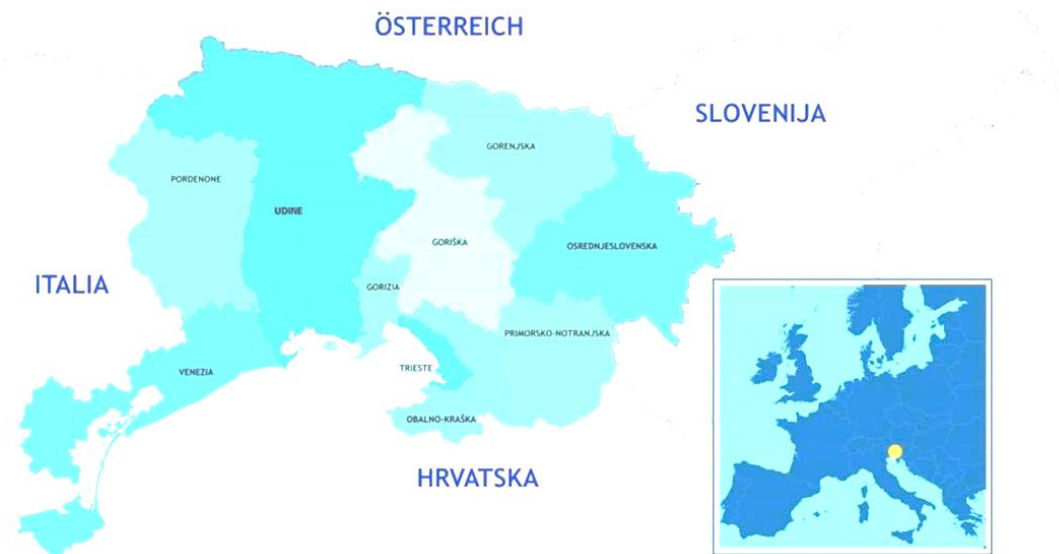 ÖSTERREICH
SLOVENIJA
GORENJSKA
PORDENONE
UDINE
GORIŠKA
OSREDNJESLOVENSKA
ITALIA
GORIZIA
PRIMORSKO-NOTRANJSKA
VENEZIA
TRIESTE
OBALNO-KRAŠKA
HRVATSKA